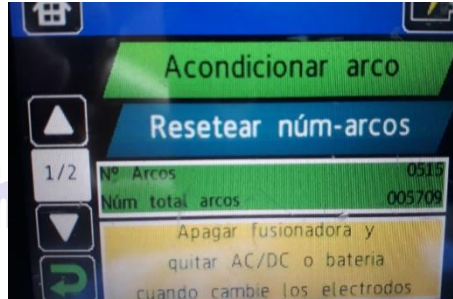 Acondicionar arco
Resetear núm-arcos
1/2
Nº Arcos 0515
Núm total arcos 005709
Apagar fusionadora y
quitar AC/DC o bateria
cuando cambie los electrodos